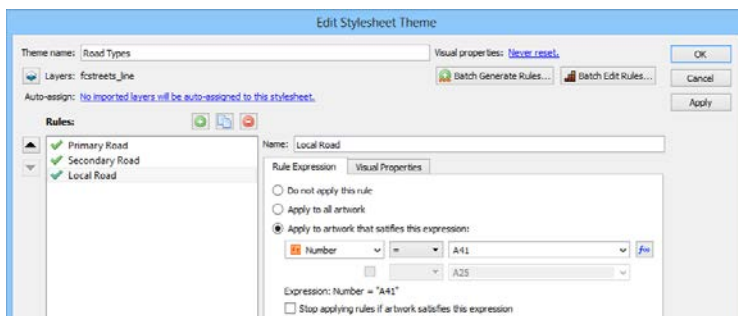 Edit Stylesheet Theme
Theme name: Road Types
Visual properties: Never reset.
OK
Layers: fcstreets_line
Batch Generate Rules...
Batch Edit Rules...
Cancel
Auto-assign: No imported layers will be auto-assigned to this stylesheet.
Apply
Rules:
Primary Road
Secondary Road
Local Road
Name: Local Road
Rule Expression
Visual Properties
Do not apply this rule
Apply to all artwork
Apply to artwork that satifies this expression:
Number
=
A41
A25
Expression: Number = "A41"
Stop applying rules if artwork satisfies this expression